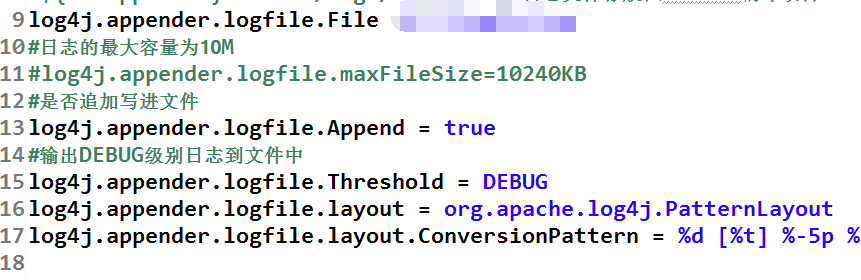 9 log4j.appender.logfile.File
10 #日志的最大容量为10M
11 #log4j.appender.logfile.maxFileSize=10240KB
12 #是否追加写进文件
13 log4j.appender.logfile.Append = true
14 #输出DEBUG级别日志到文件中
15 log4j.appender.logfile.Threshold = DEBUG
16 log4j.appender.logfile.layout = org.apache.log4j.PatternLayout
17 log4j.appender.logfile.layout.ConversionPattern = %d [%t] %-5p %
18